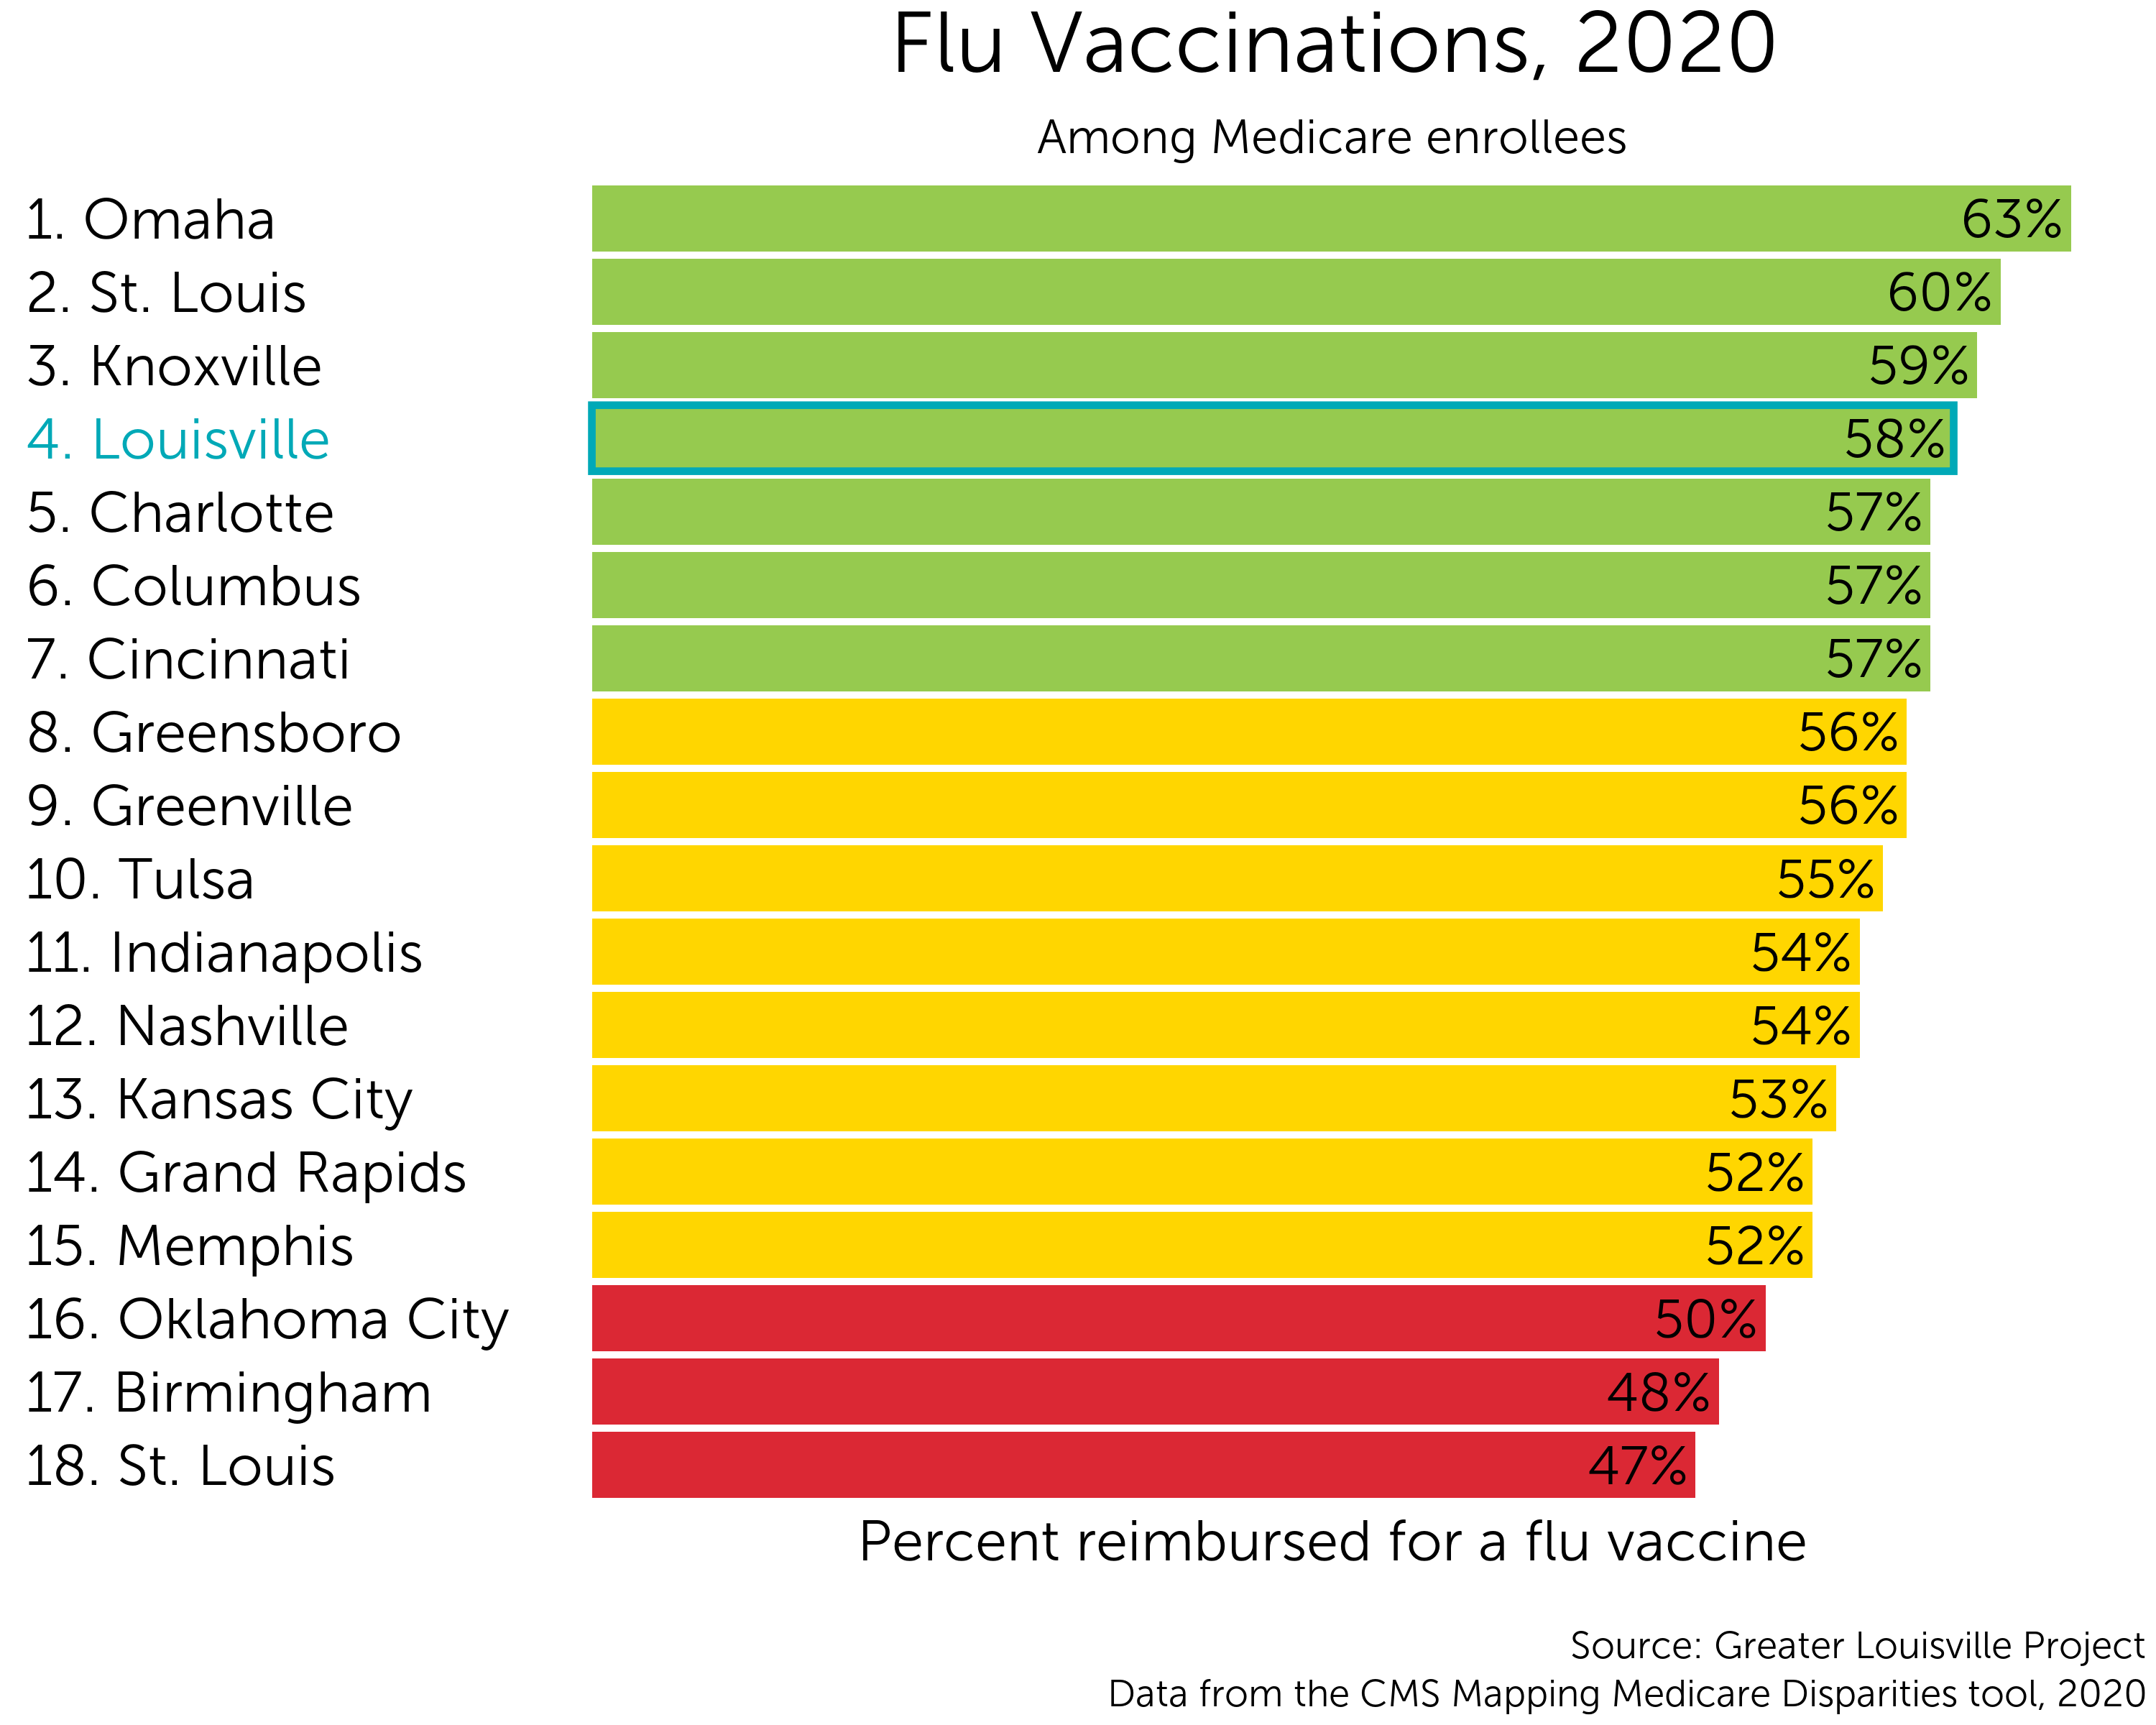 Flu Vaccinations, 2020
Among Medicare enrollees
1. Omaha 63%
2. St. Louis 60%
3. Knoxville 59%
4. Louisville 58%
5. Charlotte 57%
6. Columbus 57%
7. Cincinnati 57%
8. Greensboro 56%
9. Greenville 56%
10. Tulsa 55%
11. Indianapolis 54%
12. Nashville 54%
13. Kansas City 53%
14. Grand Rapids 52%
15. Memphis 52%
16. Oklahoma City 50%
17. Birmingham 48%
18. St. Louis 47%
Percent reimbursed for a flu vaccine
Source: Greater Louisville Project
Data from the CMS Mapping Medicare Disparities tool, 2020